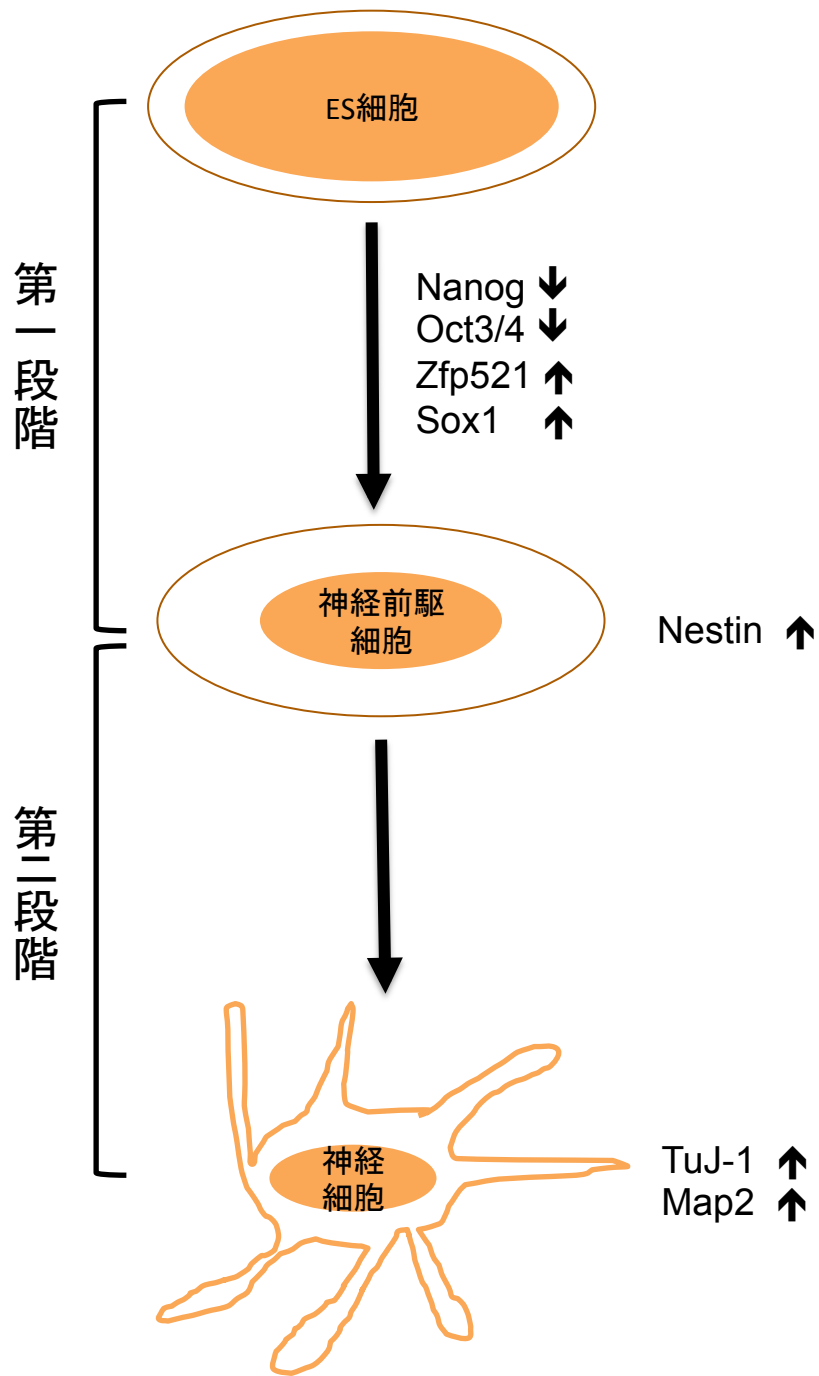 ES細胞
第一段階
Nanog ↓
Oct3/4 ↓
Zfp521 ↑
Sox1 ↑
神経前駆
細胞
Nestin ↑
第二段階
神経
細胞
TuJ-1 ↑
Map2 ↑